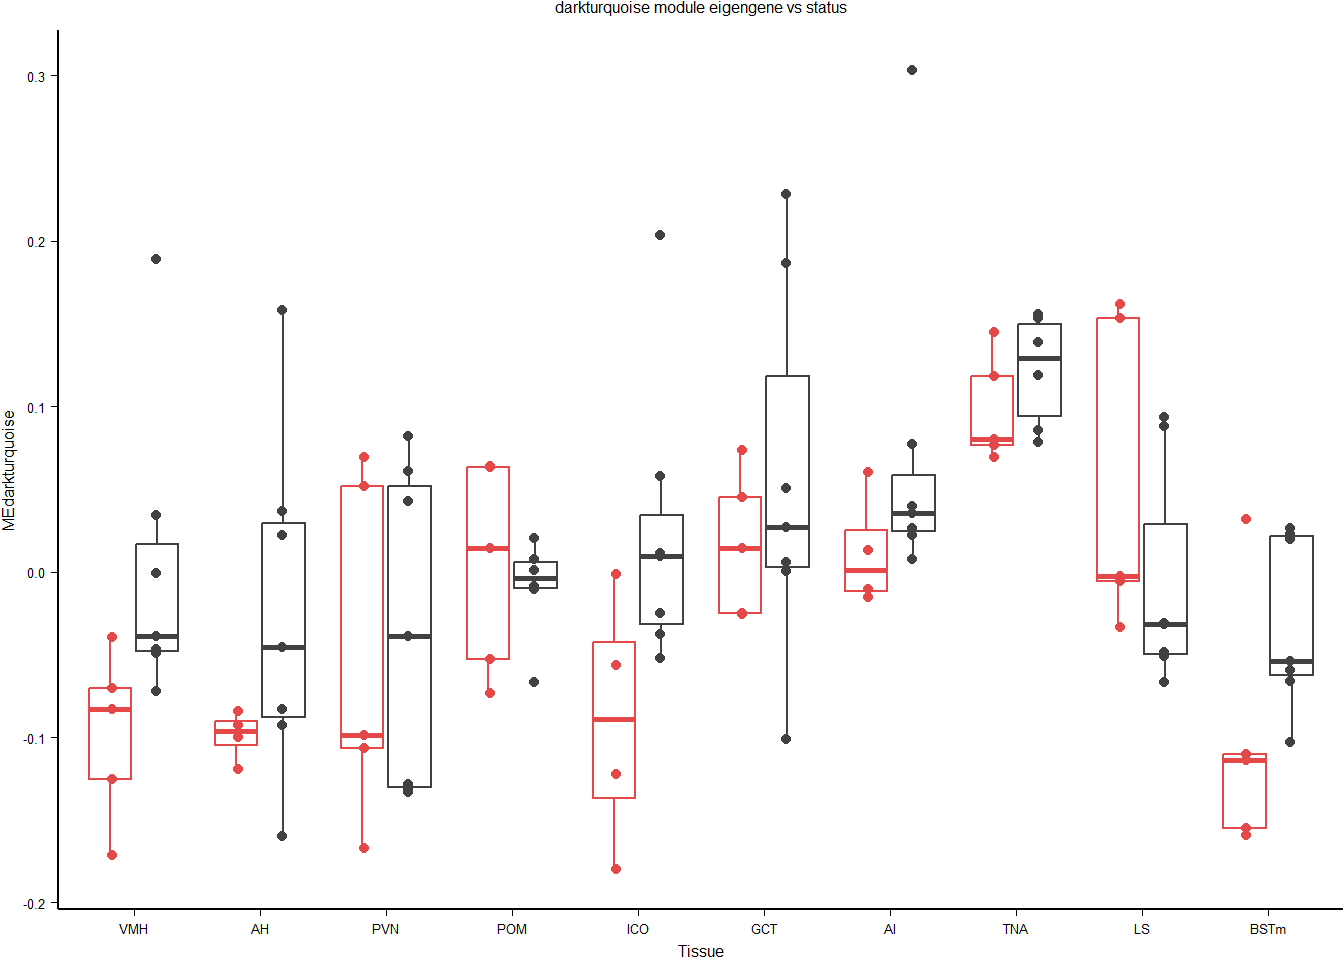 darkturquoise module eigengene vs status
0.3
0.2
0.1
0.0
-0.1
-0.2
MEdarkturquoise
VMH AH PVN POM ICO GCT AI TNA LS BSTm
Tissue